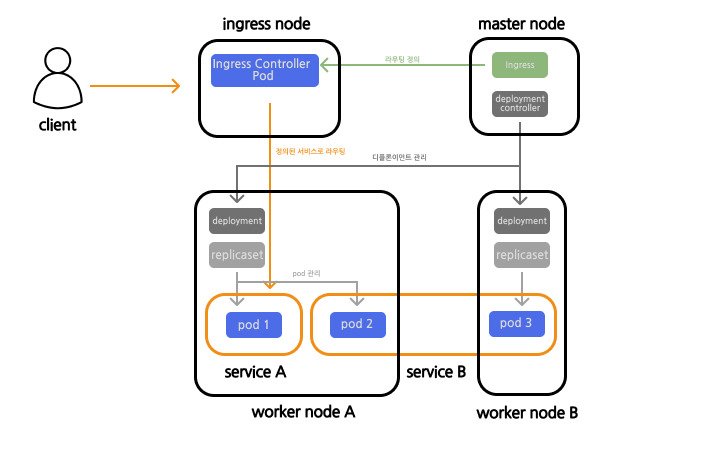 ingress node
master node
Ingress Controller
Pod
라우팅 정의
Ingress
deployment
controller
client
정의된 서비스로 라우팅
디플로이먼트 관리
deployment
deployment
replicaset
replicaset
pod 관리
pod 1
pod 2
pod 3
service A
service B
worker node A
worker node B